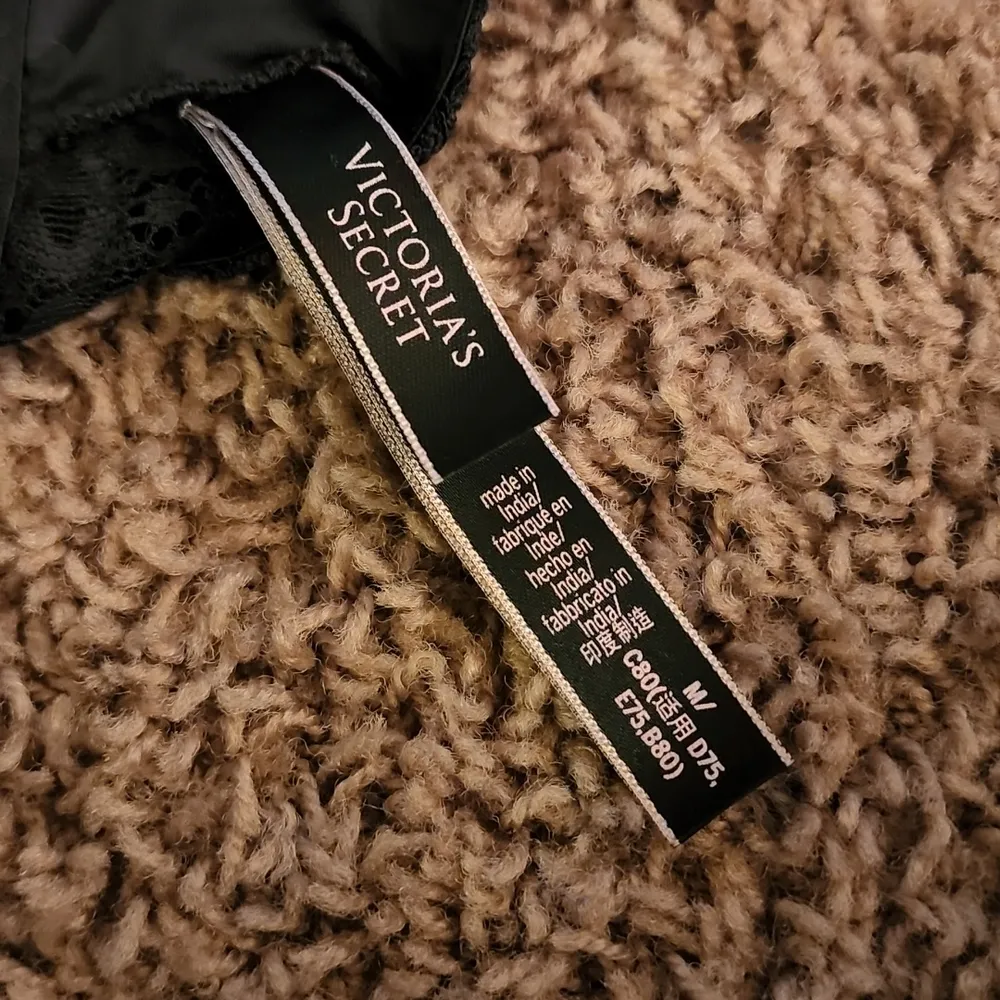 VICTORIA'S
SECRET
made in
India/
fabriqué en
Inde/
hecho en
India/
fabbricato in
India/
印度制造
M/
C80(适用 D75,
E75,B80)